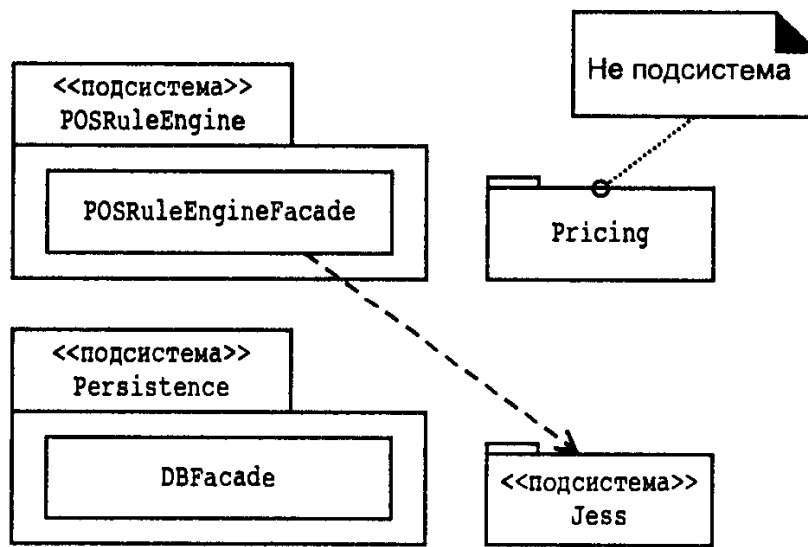 Не подсистема
<<подсистема>>
POSRuleEngine
POSRuleEngineFacade
Pricing
<<подсистема>>
Persistence
DBFacade
<<подсистема>>
Jess